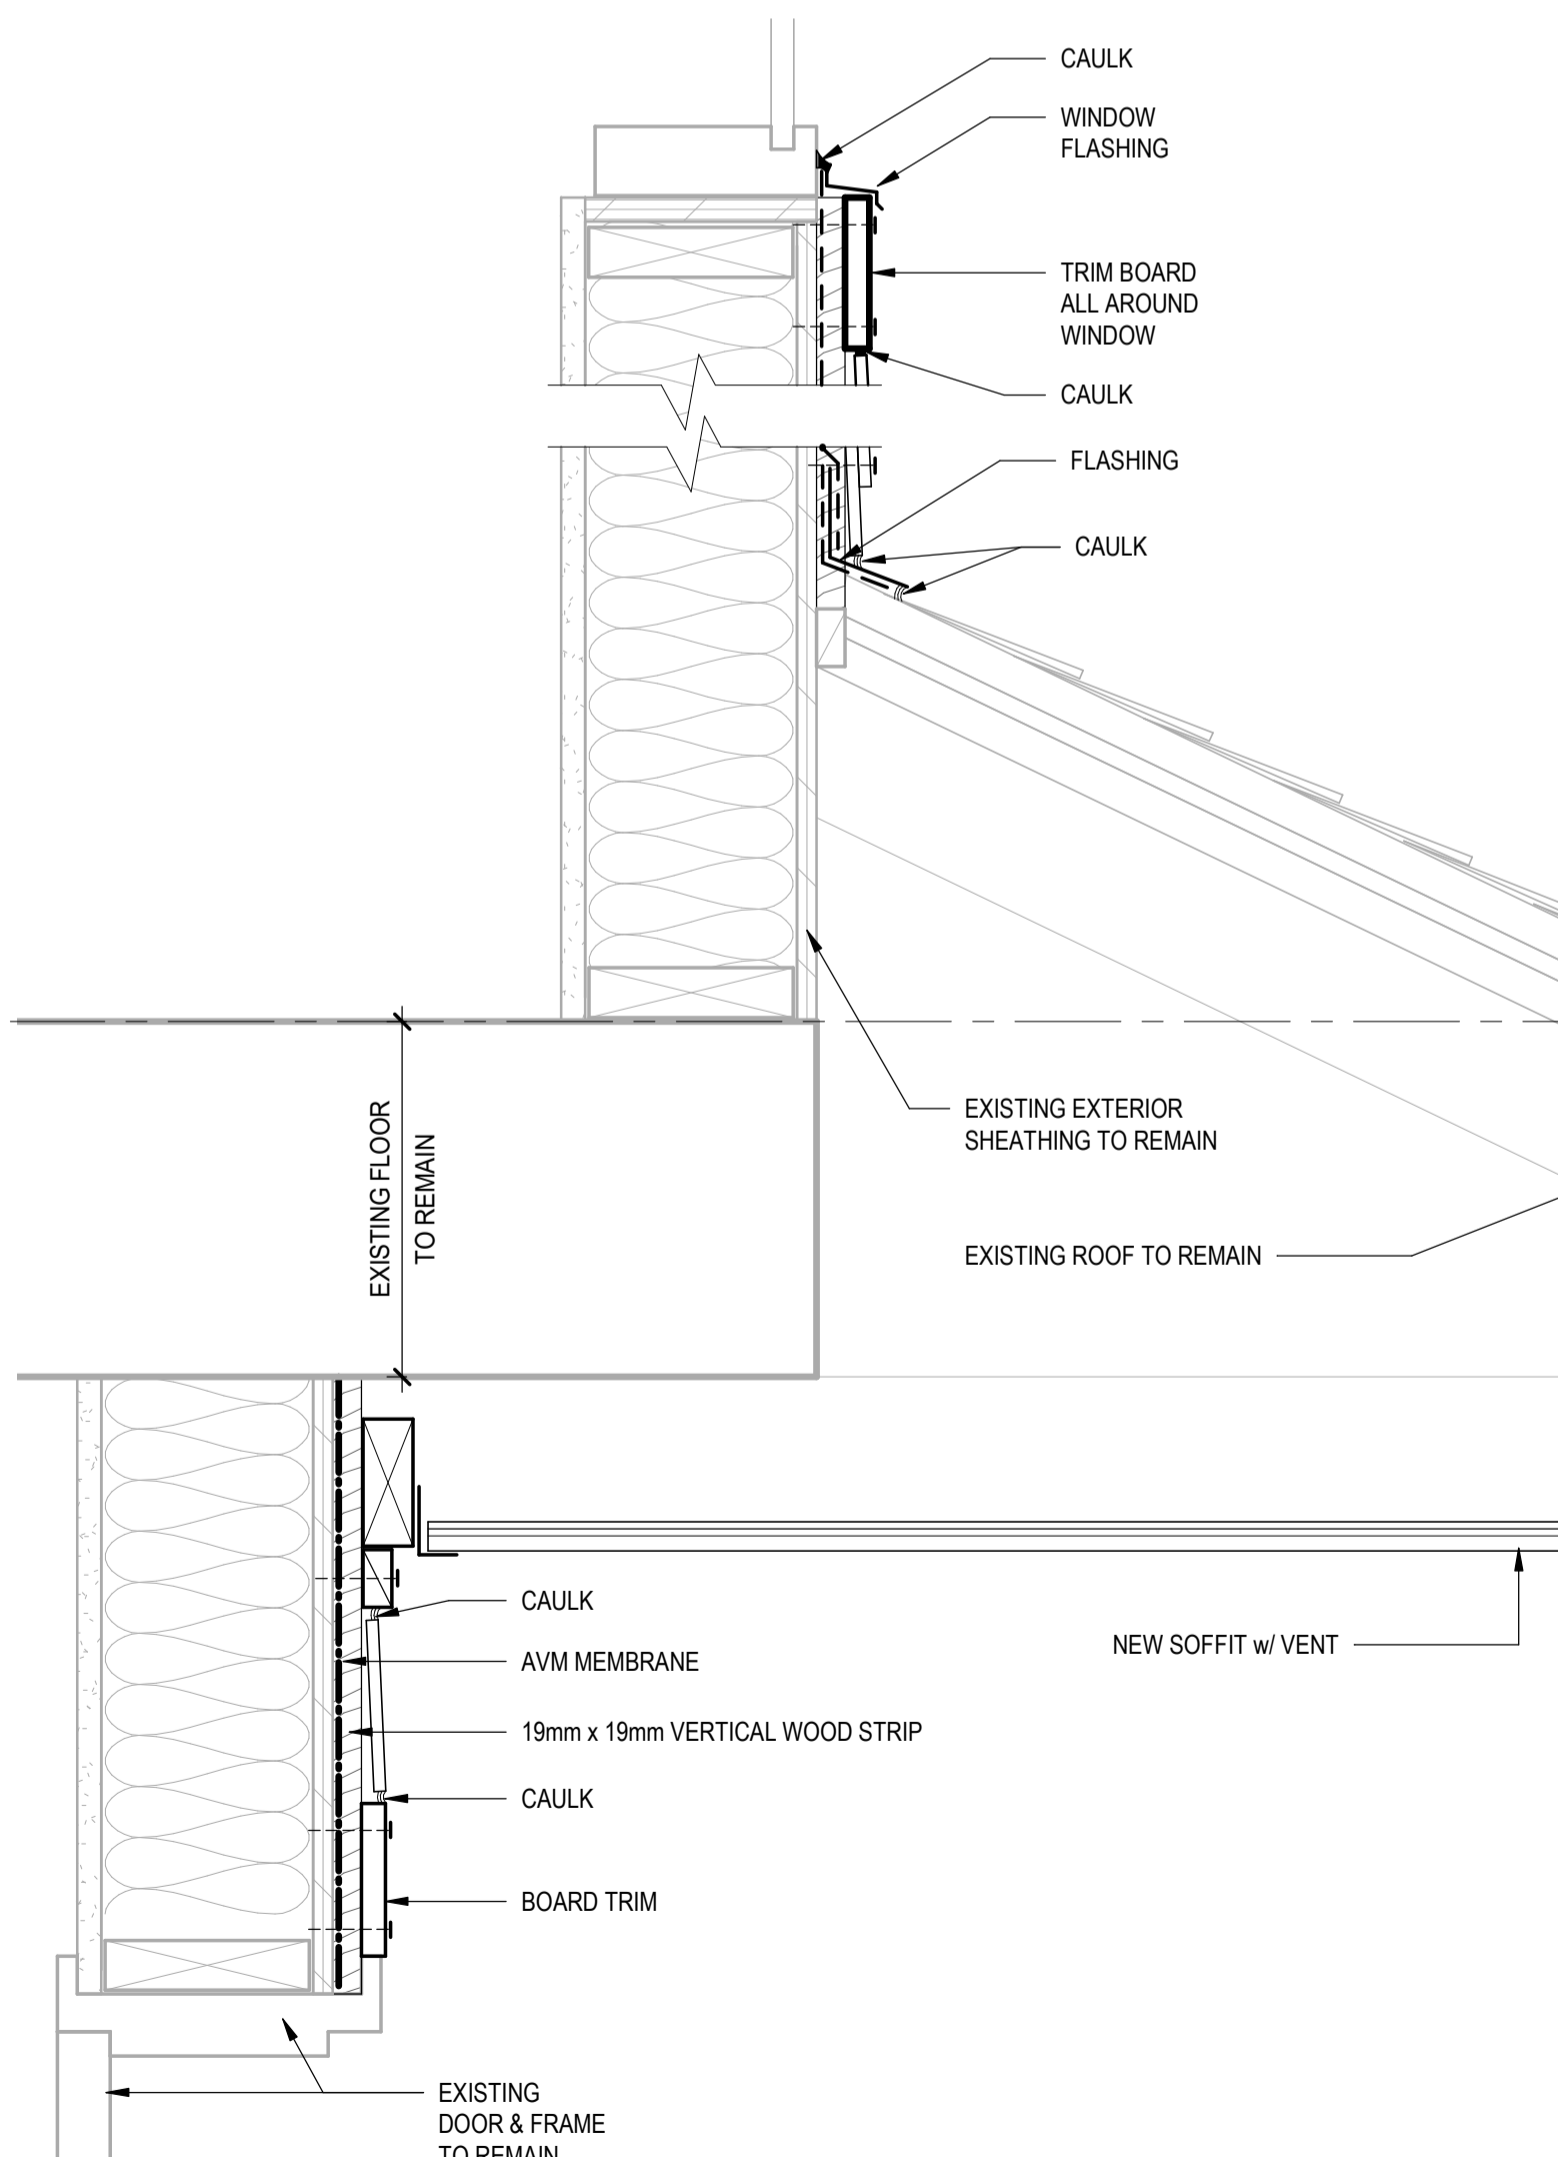 CAULK
WINDOW
FLASHING
TRIM BOARD
ALL AROUND
WINDOW
CAULK
FLASHING
CAULK
EXISTING FLOOR
TO REMAIN
EXISTING EXTERIOR
SHEATHING TO REMAIN
EXISTING ROOF TO REMAIN
CAULK
AVM MEMBRANE
NEW SOFFIT w/ VENT
19mm x 19mm VERTICAL WOOD STRIP
CAULK
BOARD TRIM
EXISTING
DOOR & FRAME
TO REMAIN